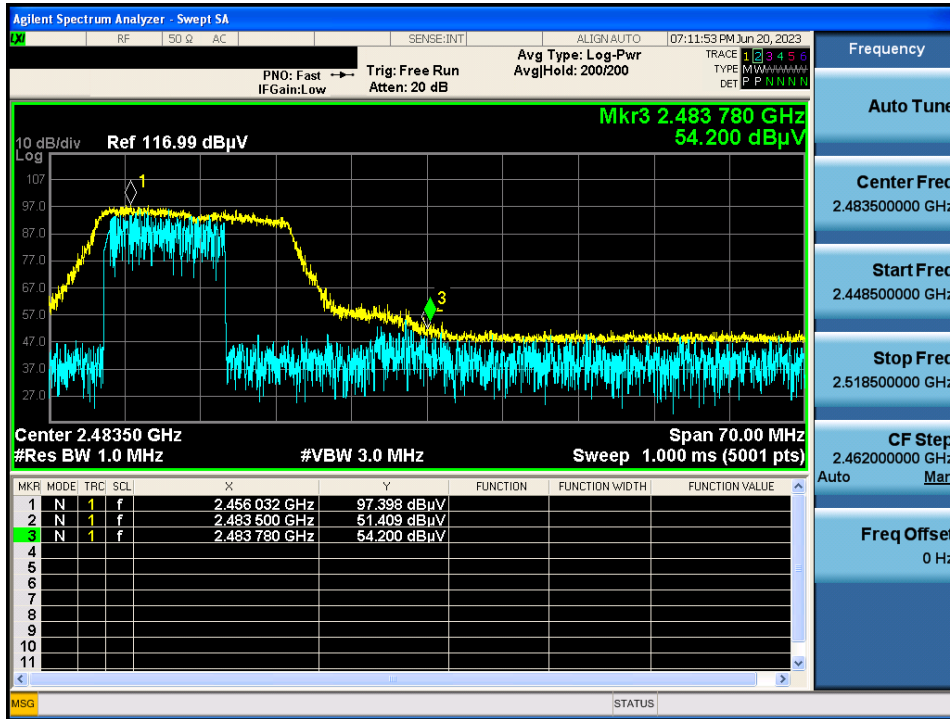 Agilent Spectrum Analyzer - Swept SA
LXI RF 50 Ω AC SENSE:INT ALIGN AUTO 07:11:53 PM Jun 20, 2023
PNO: Fast
IFGain:Low
Trig: Free Run
Atten: 20 dB
Avg Type: Log-Pwr
Avg|Hold: 200/200
TRACE 1 2 3 4 5 6
TYPE M W W W W W
DET P P N N N N
Mkr3 2.483 780 GHz
54.200 dBµV
10 dB/div Ref 116.99 dBµV
Log
107
97.0
87.0
77.0
67.0
57.0
47.0
37.0
27.0
1
3
Center 2.48350 GHz Span 70.00 MHz
#Res BW 1.0 MHz #VBW 3.0 MHz Sweep 1.000 ms (5001 pts)
MKR MODE TRC SCL X Y FUNCTION FUNCTION WIDTH FUNCTION VALUE
1 N 1 f 2.456 032 GHz 97.398 dBµV
2 N 1 f 2.483 500 GHz 51.409 dBµV
3 N 1 f 2.483 780 GHz 54.200 dBµV
4
5
6
7
8
9
10
11
MSG STATUS
Frequency
Auto Tune
Center Freq
2.483500000 GHz
Start Freq
2.448500000 GHz
Stop Freq
2.518500000 GHz
CF Step
2.462000000 GHz
Auto Man
Freq Offset
0 Hz